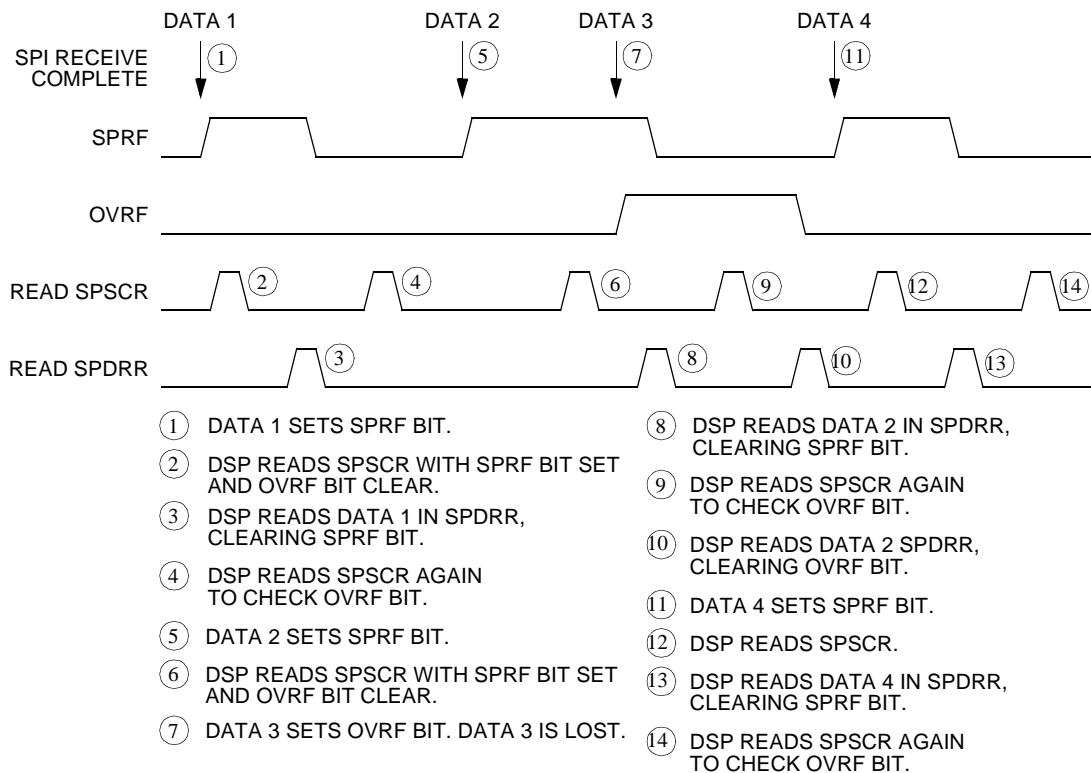 DATA 1 DATA 2 DATA 3 DATA 4
SPI RECEIVE
COMPLETE
1 5 7 11
SPRF
OVRF
READ SPSCR 2 4 6 9 12 14
READ SPDRR 3 8 10 13
1 DATA 1 SETS SPRF BIT.
2 DSP READS SPSCR WITH SPRF BIT SET
AND OVRF BIT CLEAR.
3 DSP READS DATA 1 IN SPDRR,
CLEARING SPRF BIT.
4 DSP READS SPSCR AGAIN
TO CHECK OVRF BIT.
5 DATA 2 SETS SPRF BIT.
6 DSP READS SPSCR WITH SPRF BIT SET
AND OVRF BIT CLEAR.
7 DATA 3 SETS OVRF BIT. DATA 3 IS LOST.
8 DSP READS DATA 2 IN SPDRR,
CLEARING SPRF BIT.
9 DSP READS SPSCR AGAIN
TO CHECK OVRF BIT.
10 DSP READS DATA 2 SPDRR,
CLEARING OVRF BIT.
11 DATA 4 SETS SPRF BIT.
12 DSP READS SPSCR.
13 DSP READS DATA 4 IN SPDRR,
CLEARING SPRF BIT.
14 DSP READS SPSCR AGAIN
TO CHECK OVRF BIT.